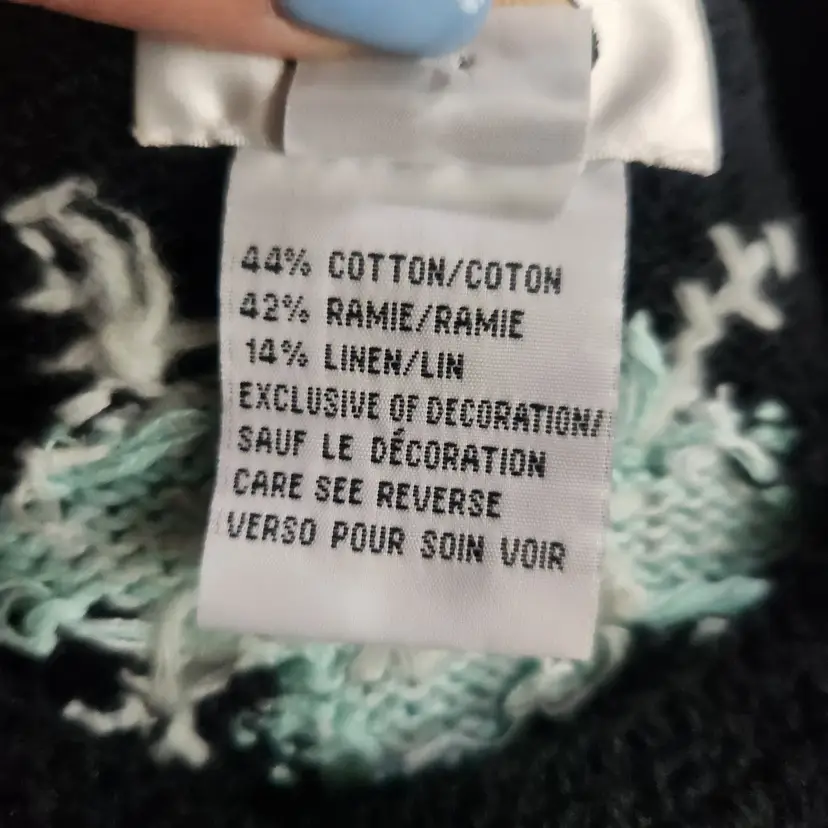 44% COTTON/COTON
42% RAMIE/RAMIE
14% LINEN/LIN
EXCLUSIVE OF DECORATION/
SAUF LE DÉCORATION
CARE SEE REVERSE
VERSO POUR SOIN VOIR